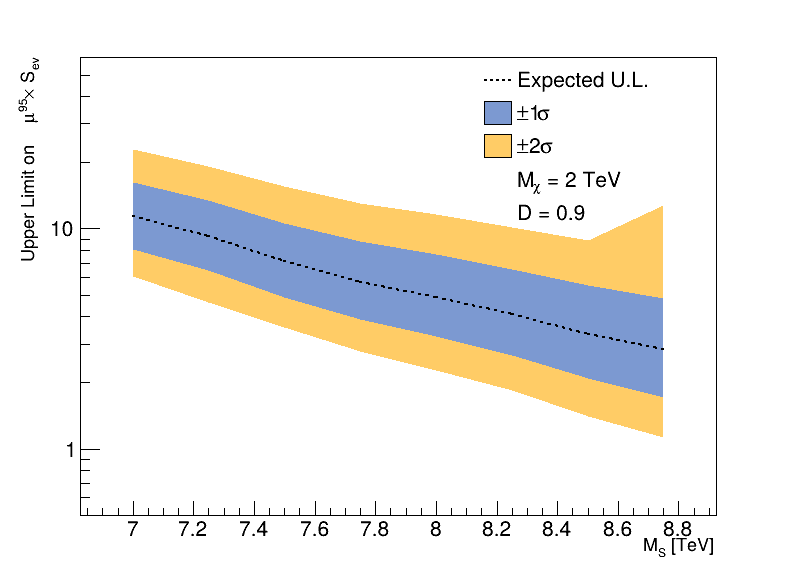 Upper Limit on μ⁹⁵× S_ev
Expected U.L.
±1σ
±2σ
M_χ = 2 TeV
D = 0.9
10
1
7 7.2 7.4 7.6 7.8 8 8.2 8.4 8.6 8.8
M_S [TeV]